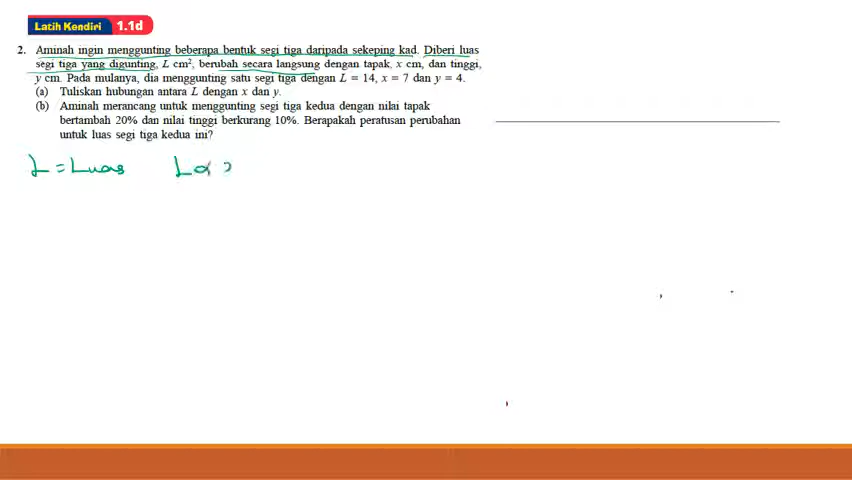 Latih Kendiri 1.1d
2. Aminah ingin menggunting beberapa bentuk segi tiga daripada sekeping kad. Diberi luas
segi tiga yang digunting, L cm², berubah secara langsung dengan tapak, x cm, dan tinggi,
y cm. Pada mulanya, dia menggunting satu segi tiga dengan L = 14, x = 7 dan y = 4.
(a) Tuliskan hubungan antara L dengan x dan y.
(b) Aminah merancang untuk menggunting segi tiga kedua dengan nilai tapak
bertambah 20% dan nilai tinggi berkurang 10%. Berapakah peratusan perubahan
untuk luas segi tiga kedua ini?
L = Luas L α